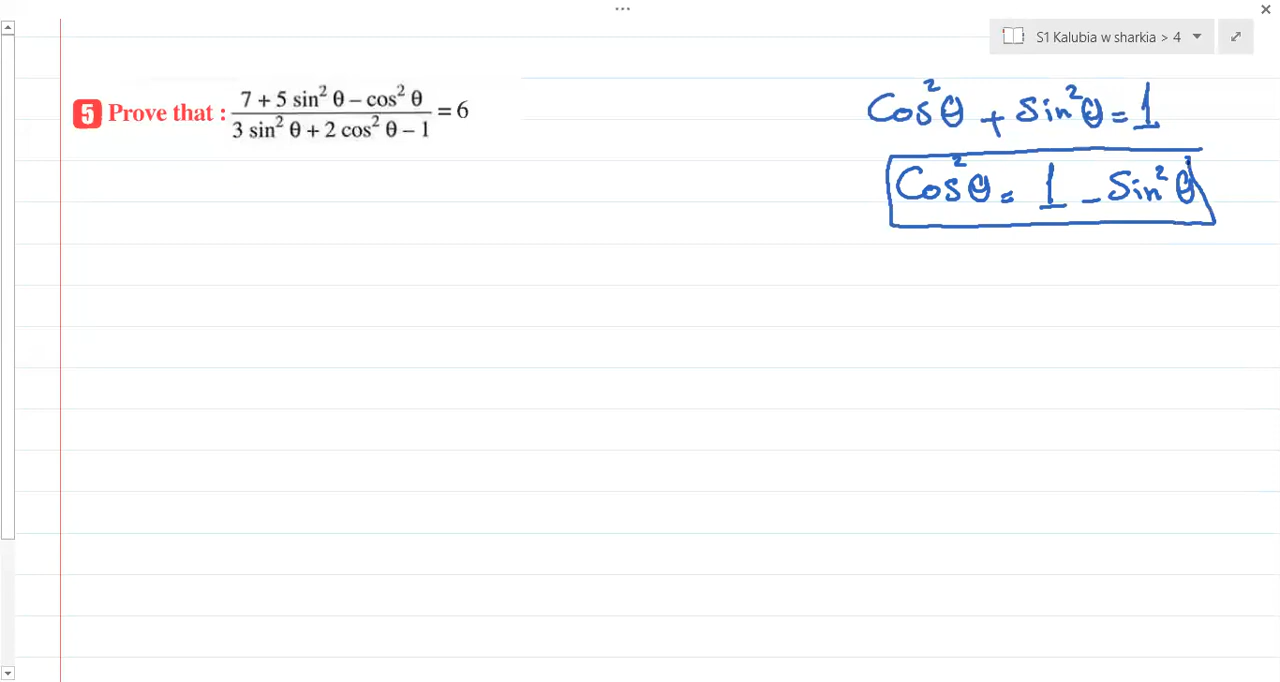 S1 Kalubia w sharkia > 4
5 Prove that : (7 + 5 sin² θ – cos² θ) / (3 sin² θ + 2 cos² θ – 1) = 6
Cos²θ + Sin²θ = 1
Cos²θ = 1 - Sin²θ